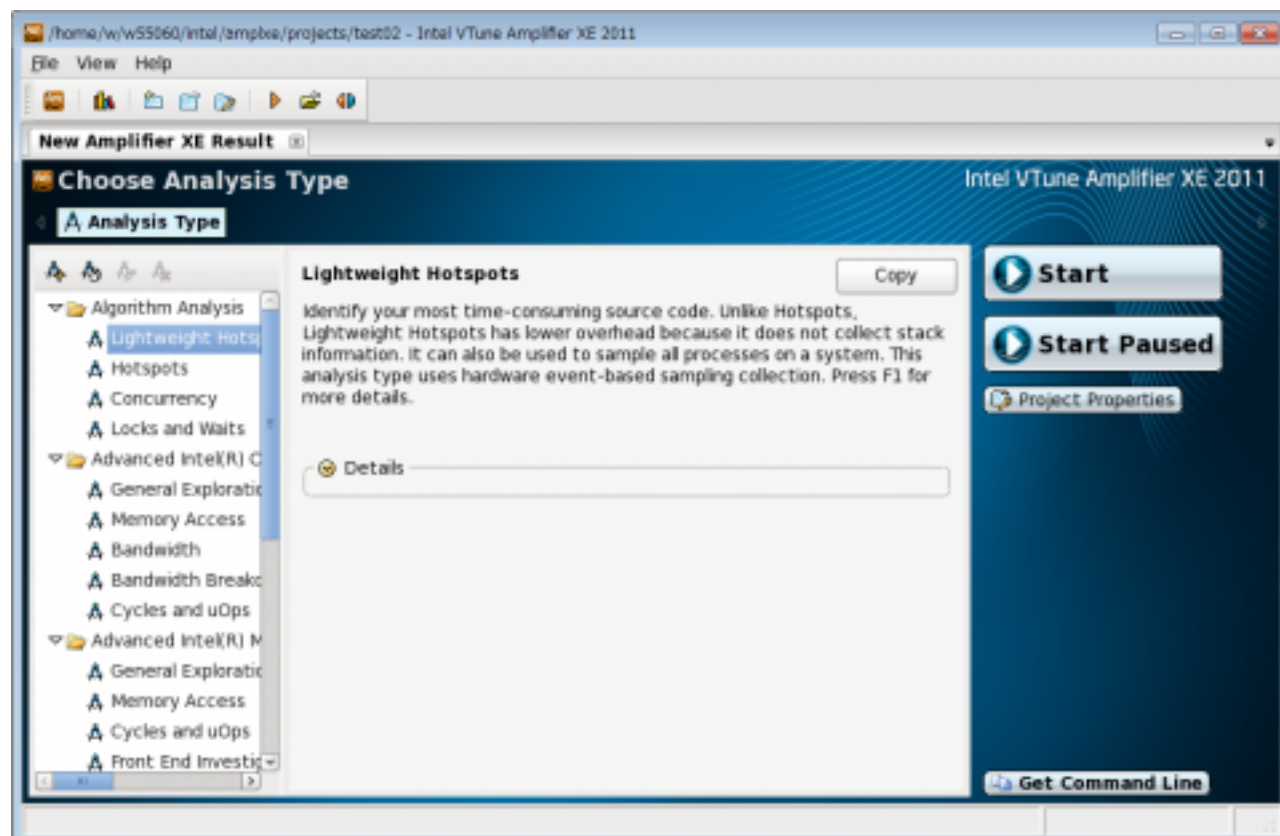 /home/w/w55060/intel/amplxe/projects/test02 - Intel VTune Amplifier XE 2011
File View Help
New Amplifier XE Result
Choose Analysis Type
Intel VTune Amplifier XE 2011
Analysis Type
Algorithm Analysis
Lightweight Hots
Hotspots
Concurrency
Locks and Waits
Advanced Intel(R) C
General Exploratio
Memory Access
Bandwidth
Bandwidth Breakd
Cycles and uOps
Advanced Intel(R) M
General Exploratio
Memory Access
Cycles and uOps
Front End Investig
Lightweight Hotspots
Copy
Identify your most time-consuming source code. Unlike Hotspots,
Lightweight Hotspots has lower overhead because it does not collect stack
information. It can also be used to sample all processes on a system. This
analysis type uses hardware event-based sampling collection. Press F1 for
more details.
Details
Start
Start Paused
Project Properties
Get Command Line